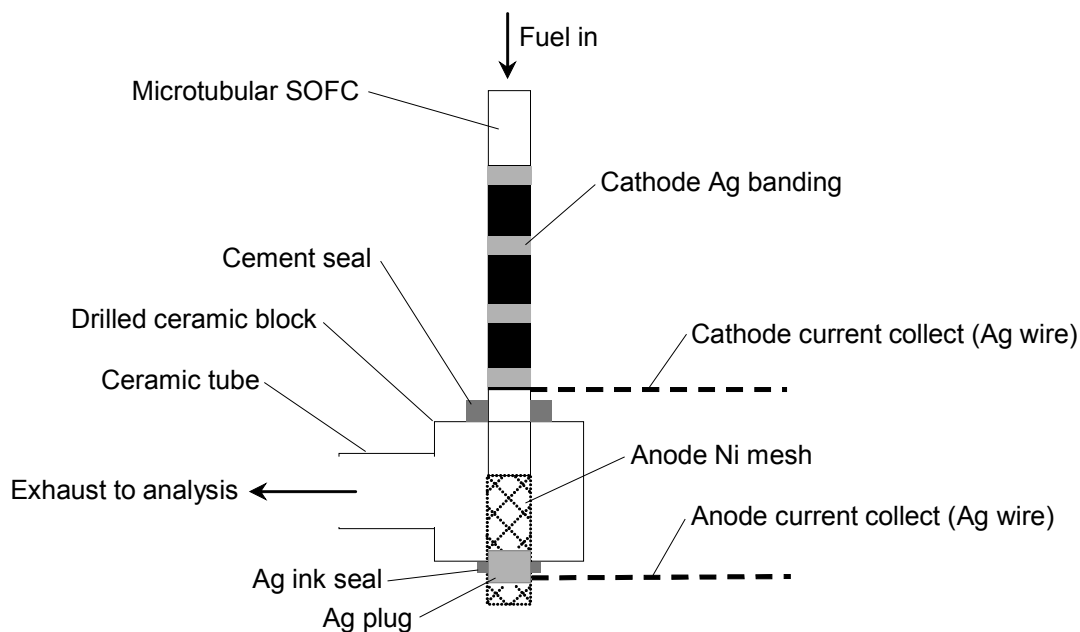 Fuel in
Microtubular SOFC
Cathode Ag banding
Cement seal
Drilled ceramic block
Cathode current collect (Ag wire)
Ceramic tube
Anode Ni mesh
Exhaust to analysis
Anode current collect (Ag wire)
Ag ink seal
Ag plug